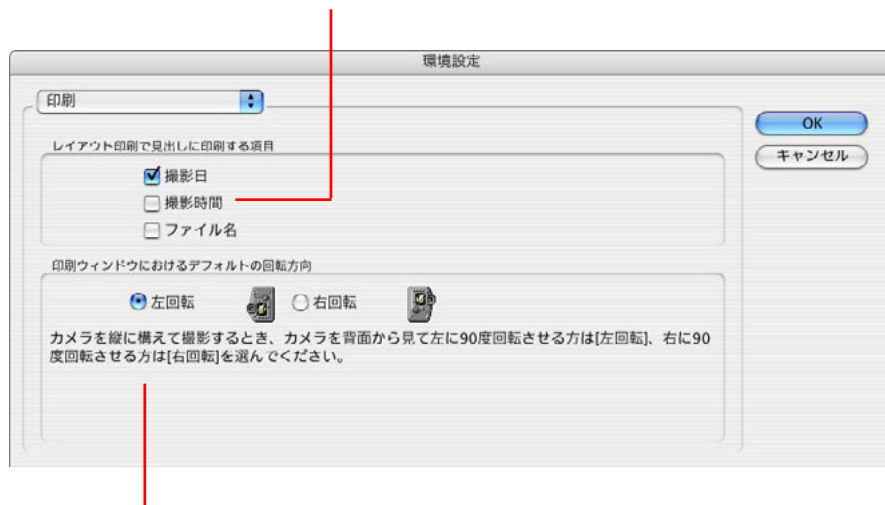 環境設定
印刷
OK
キャンセル
レイアウト印刷で見出しに印刷する項目
撮影日
撮影時間
ファイル名
印刷ウィンドウにおけるデフォルトの回転方向
左回転
右回転
カメラを縦に構えて撮影するとき、カメラを背面から見て左に90度回転させる方は[左回転]、右に90
度回転させる方は[右回転]を選んでください。